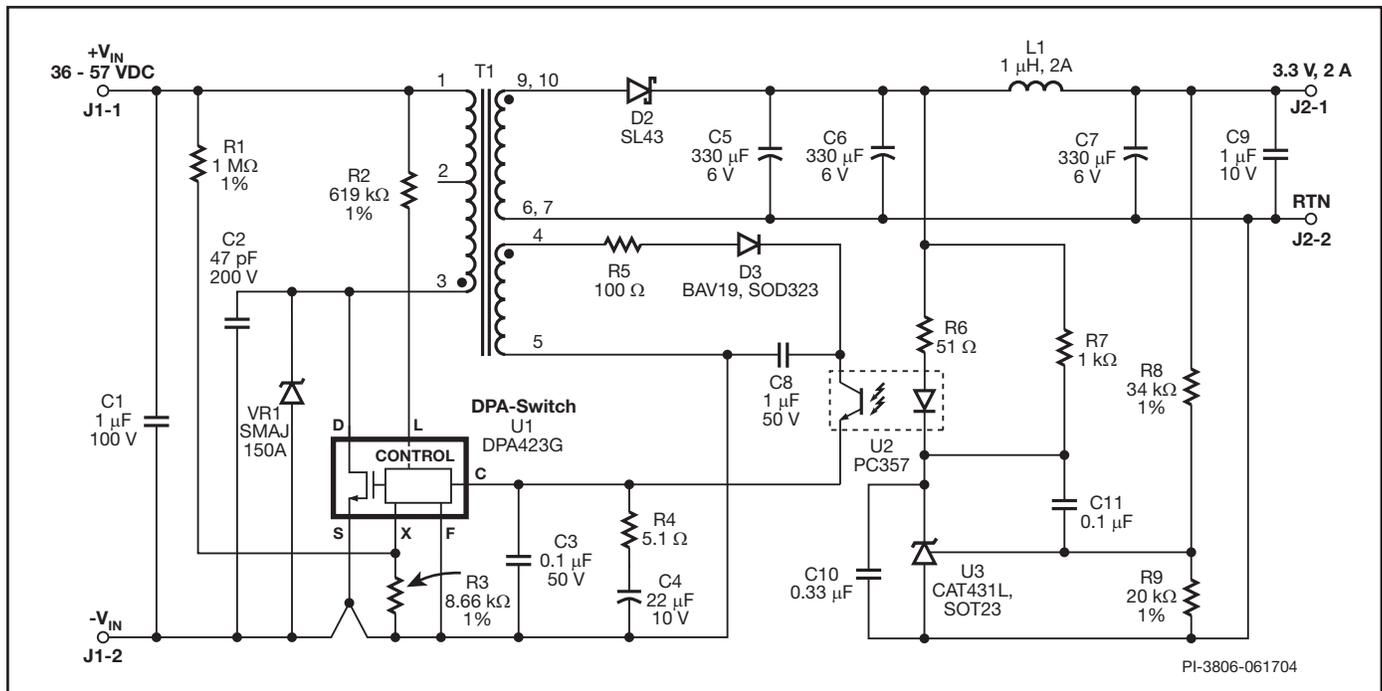 +VIN
36 - 57 VDC
J1-1
R1
1 MΩ
1%
R2
619 kΩ
1%
C2
47 pF
200 V
1
2
3
T1
9, 10
6, 7
4
5
D2
SL43
C5
330 µF
6 V
C6
330 µF
6 V
L1
1 µH, 2A
C7
330 µF
6 V
C9
1 µF
10 V
3.3 V, 2 A
J2-1
RTN
J2-2
R5
100 Ω
D3
BAV19, SOD323
R6
51 Ω
R7
1 kΩ
R8
34 kΩ
1%
C8
1 µF
50 V
U2
PC357
C1
1 µF
100 V
VR1
SMAJ
150A
DPA-Switch
U1
DPA423G
D
L
CONTROL
C
S
X
F
R3
8.66 kΩ
1%
C3
0.1 µF
50 V
R4
5.1 Ω
C4
22 µF
10 V
C10
0.33 µF
U3
CAT431L,
SOT23
C11
0.1 µF
R9
20 kΩ
1%
-VIN
J1-2
PI-3806-061704